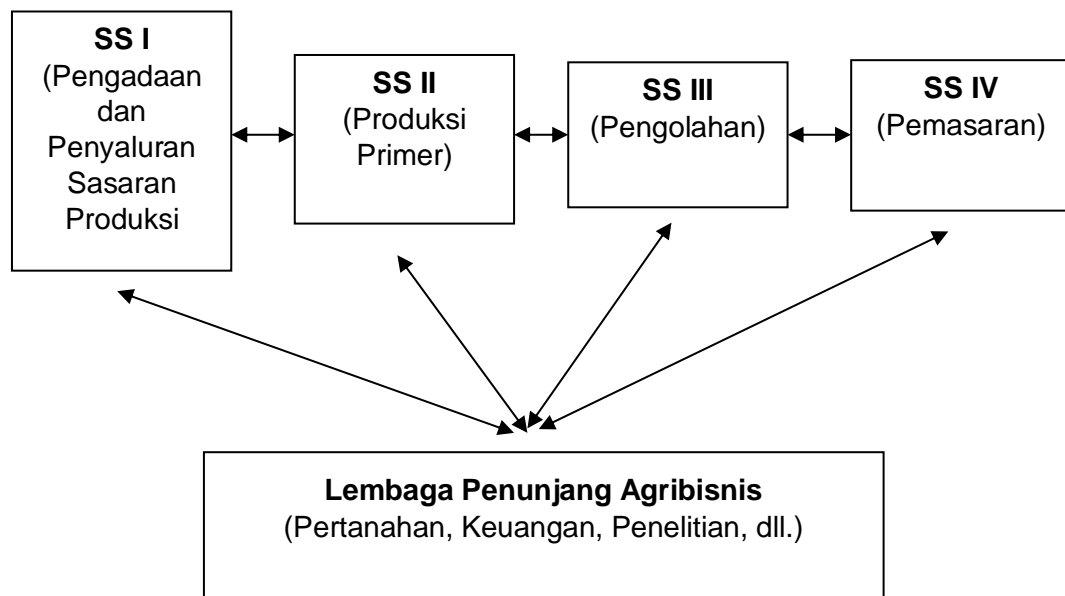 SS I
(Pengadaan
dan
Penyaluran
Sasaran
Produksi
SS II
(Produksi
Primer)
SS III
(Pengolahan)
SS IV
(Pemasaran)
Lembaga Penunjang Agribisnis
(Pertanahan, Keuangan, Penelitian, dll.)